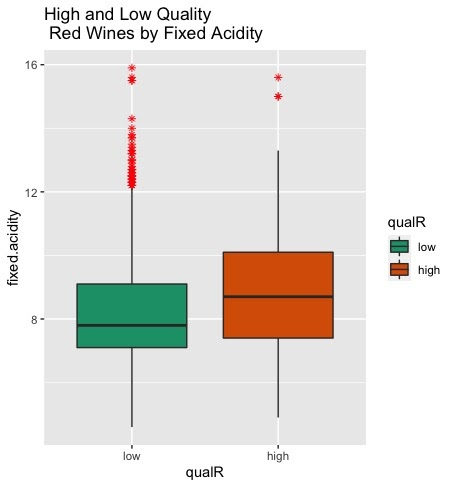 High and Low Quality
Red Wines by Fixed Acidity
16
12
8
fixed.acidity
low
high
qualR
qualR
low
high